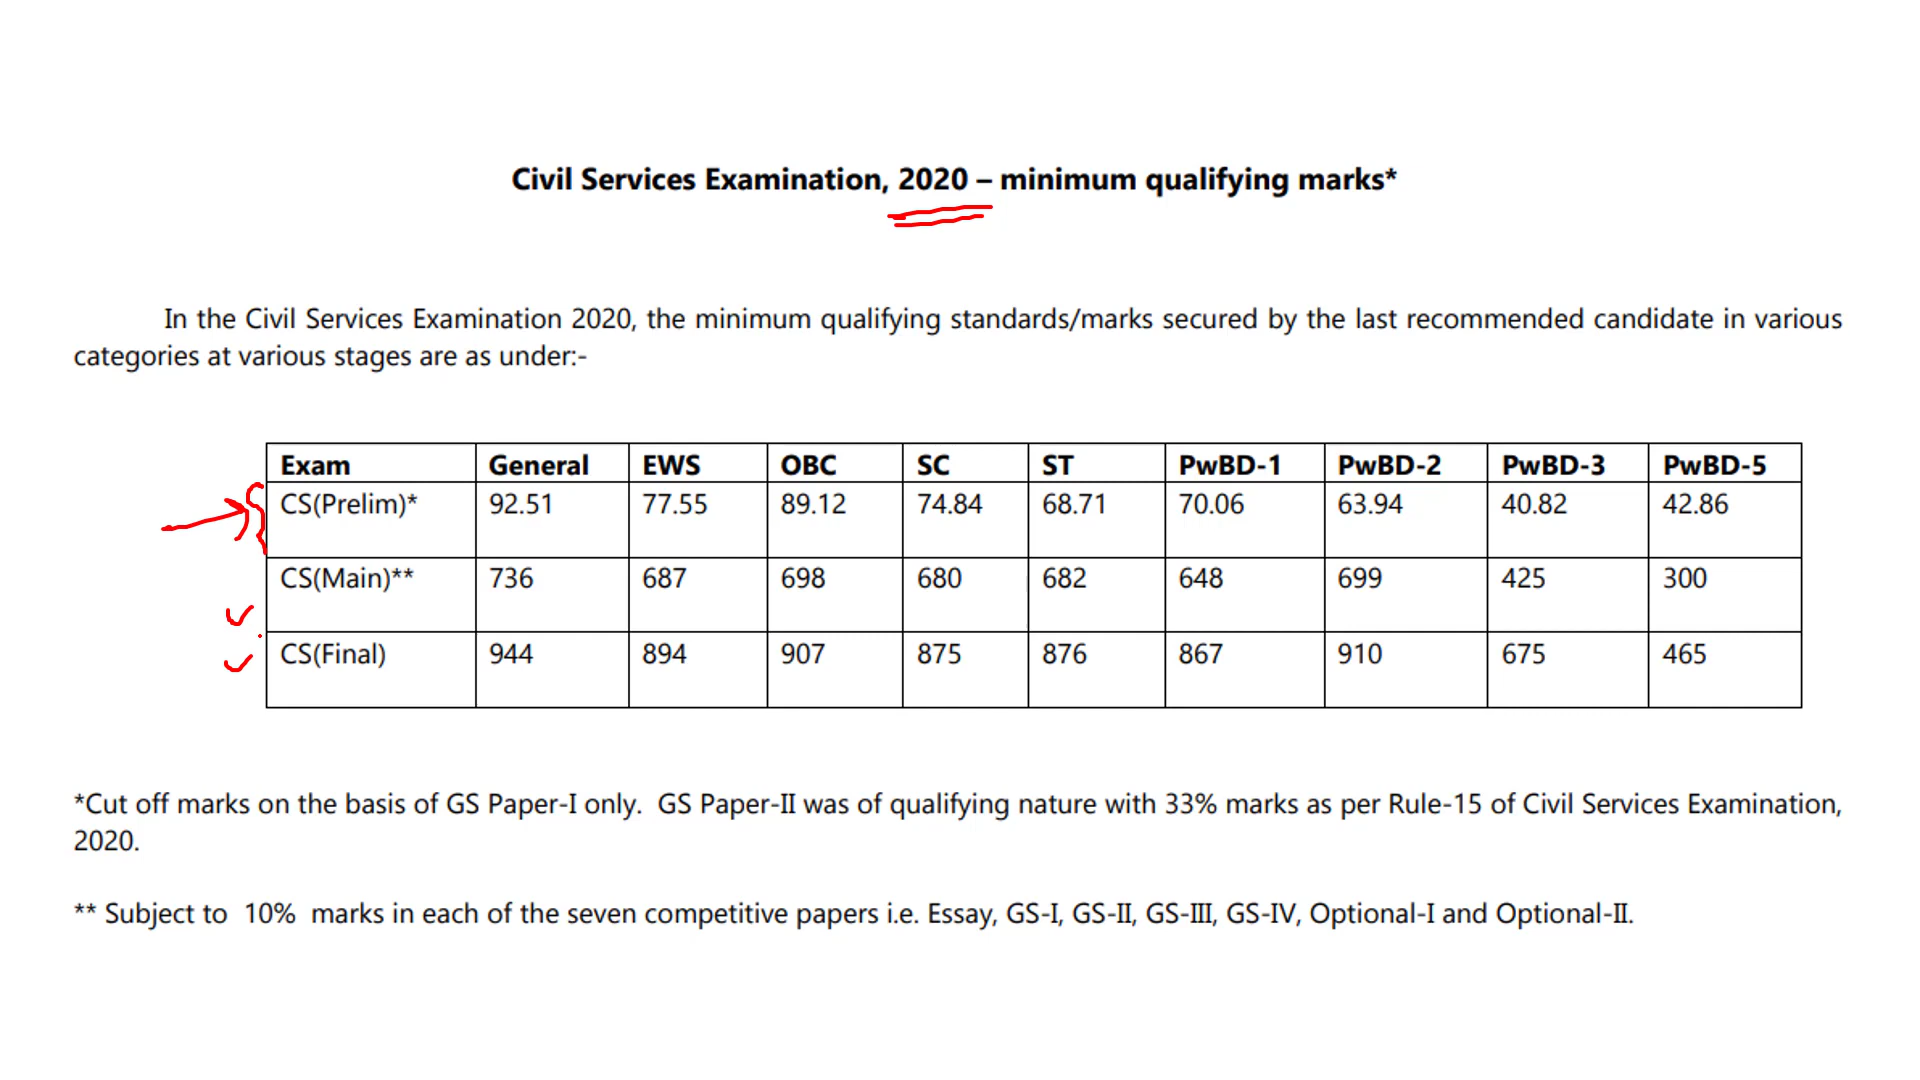 Civil Services Examination, 2020 – minimum qualifying marks*
In the Civil Services Examination 2020, the minimum qualifying standards/marks secured by the last recommended candidate in various
categories at various stages are as under:-
Exam General EWS OBC SC ST PwBD-1 PwBD-2 PwBD-3 PwBD-5
CS(Prelim)* 92.51 77.55 89.12 74.84 68.71 70.06 63.94 40.82 42.86
CS(Main)** 736 687 698 680 682 648 699 425 300
CS(Final) 944 894 907 875 876 867 910 675 465
*Cut off marks on the basis of GS Paper-I only. GS Paper-II was of qualifying nature with 33% marks as per Rule-15 of Civil Services Examination,
2020.
** Subject to 10% marks in each of the seven competitive papers i.e. Essay, GS-I, GS-II, GS-III, GS-IV, Optional-I and Optional-II.